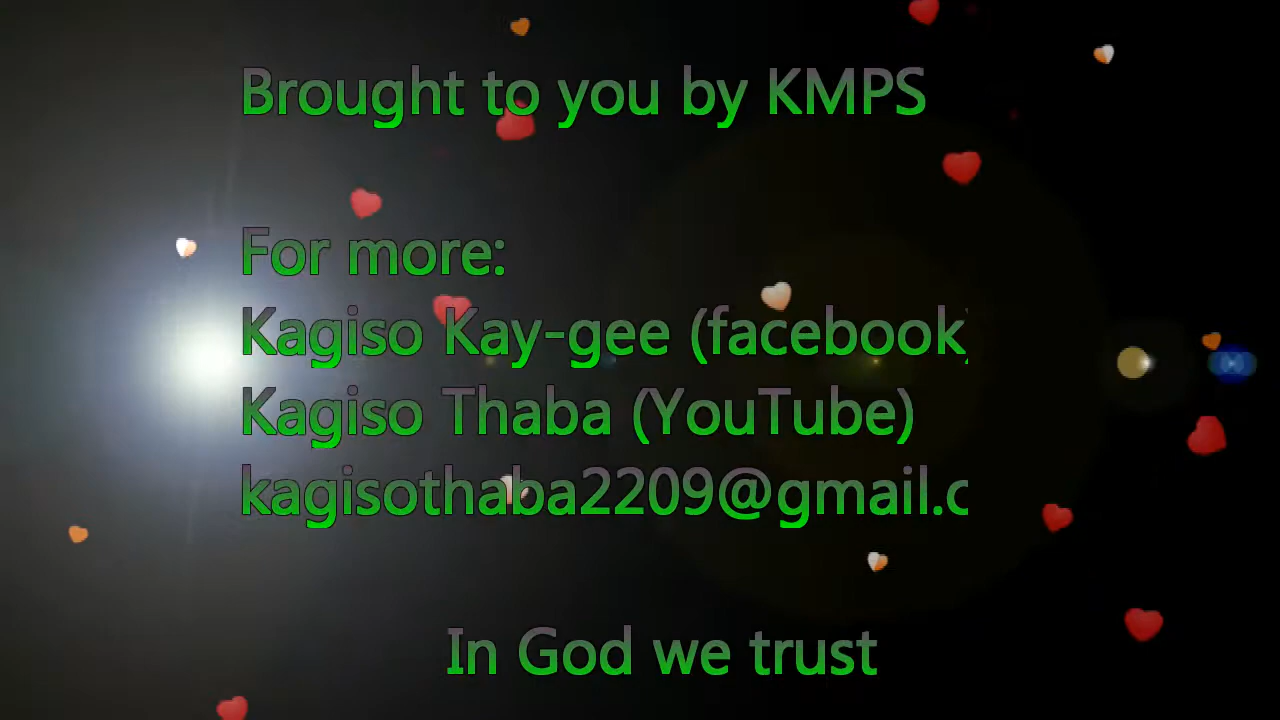 Brought to you by KMPS
For more:
Kagiso Kay-gee (facebook)
Kagiso Thaba (YouTube)
kagisothaba2209@gmail.c
In God we trust